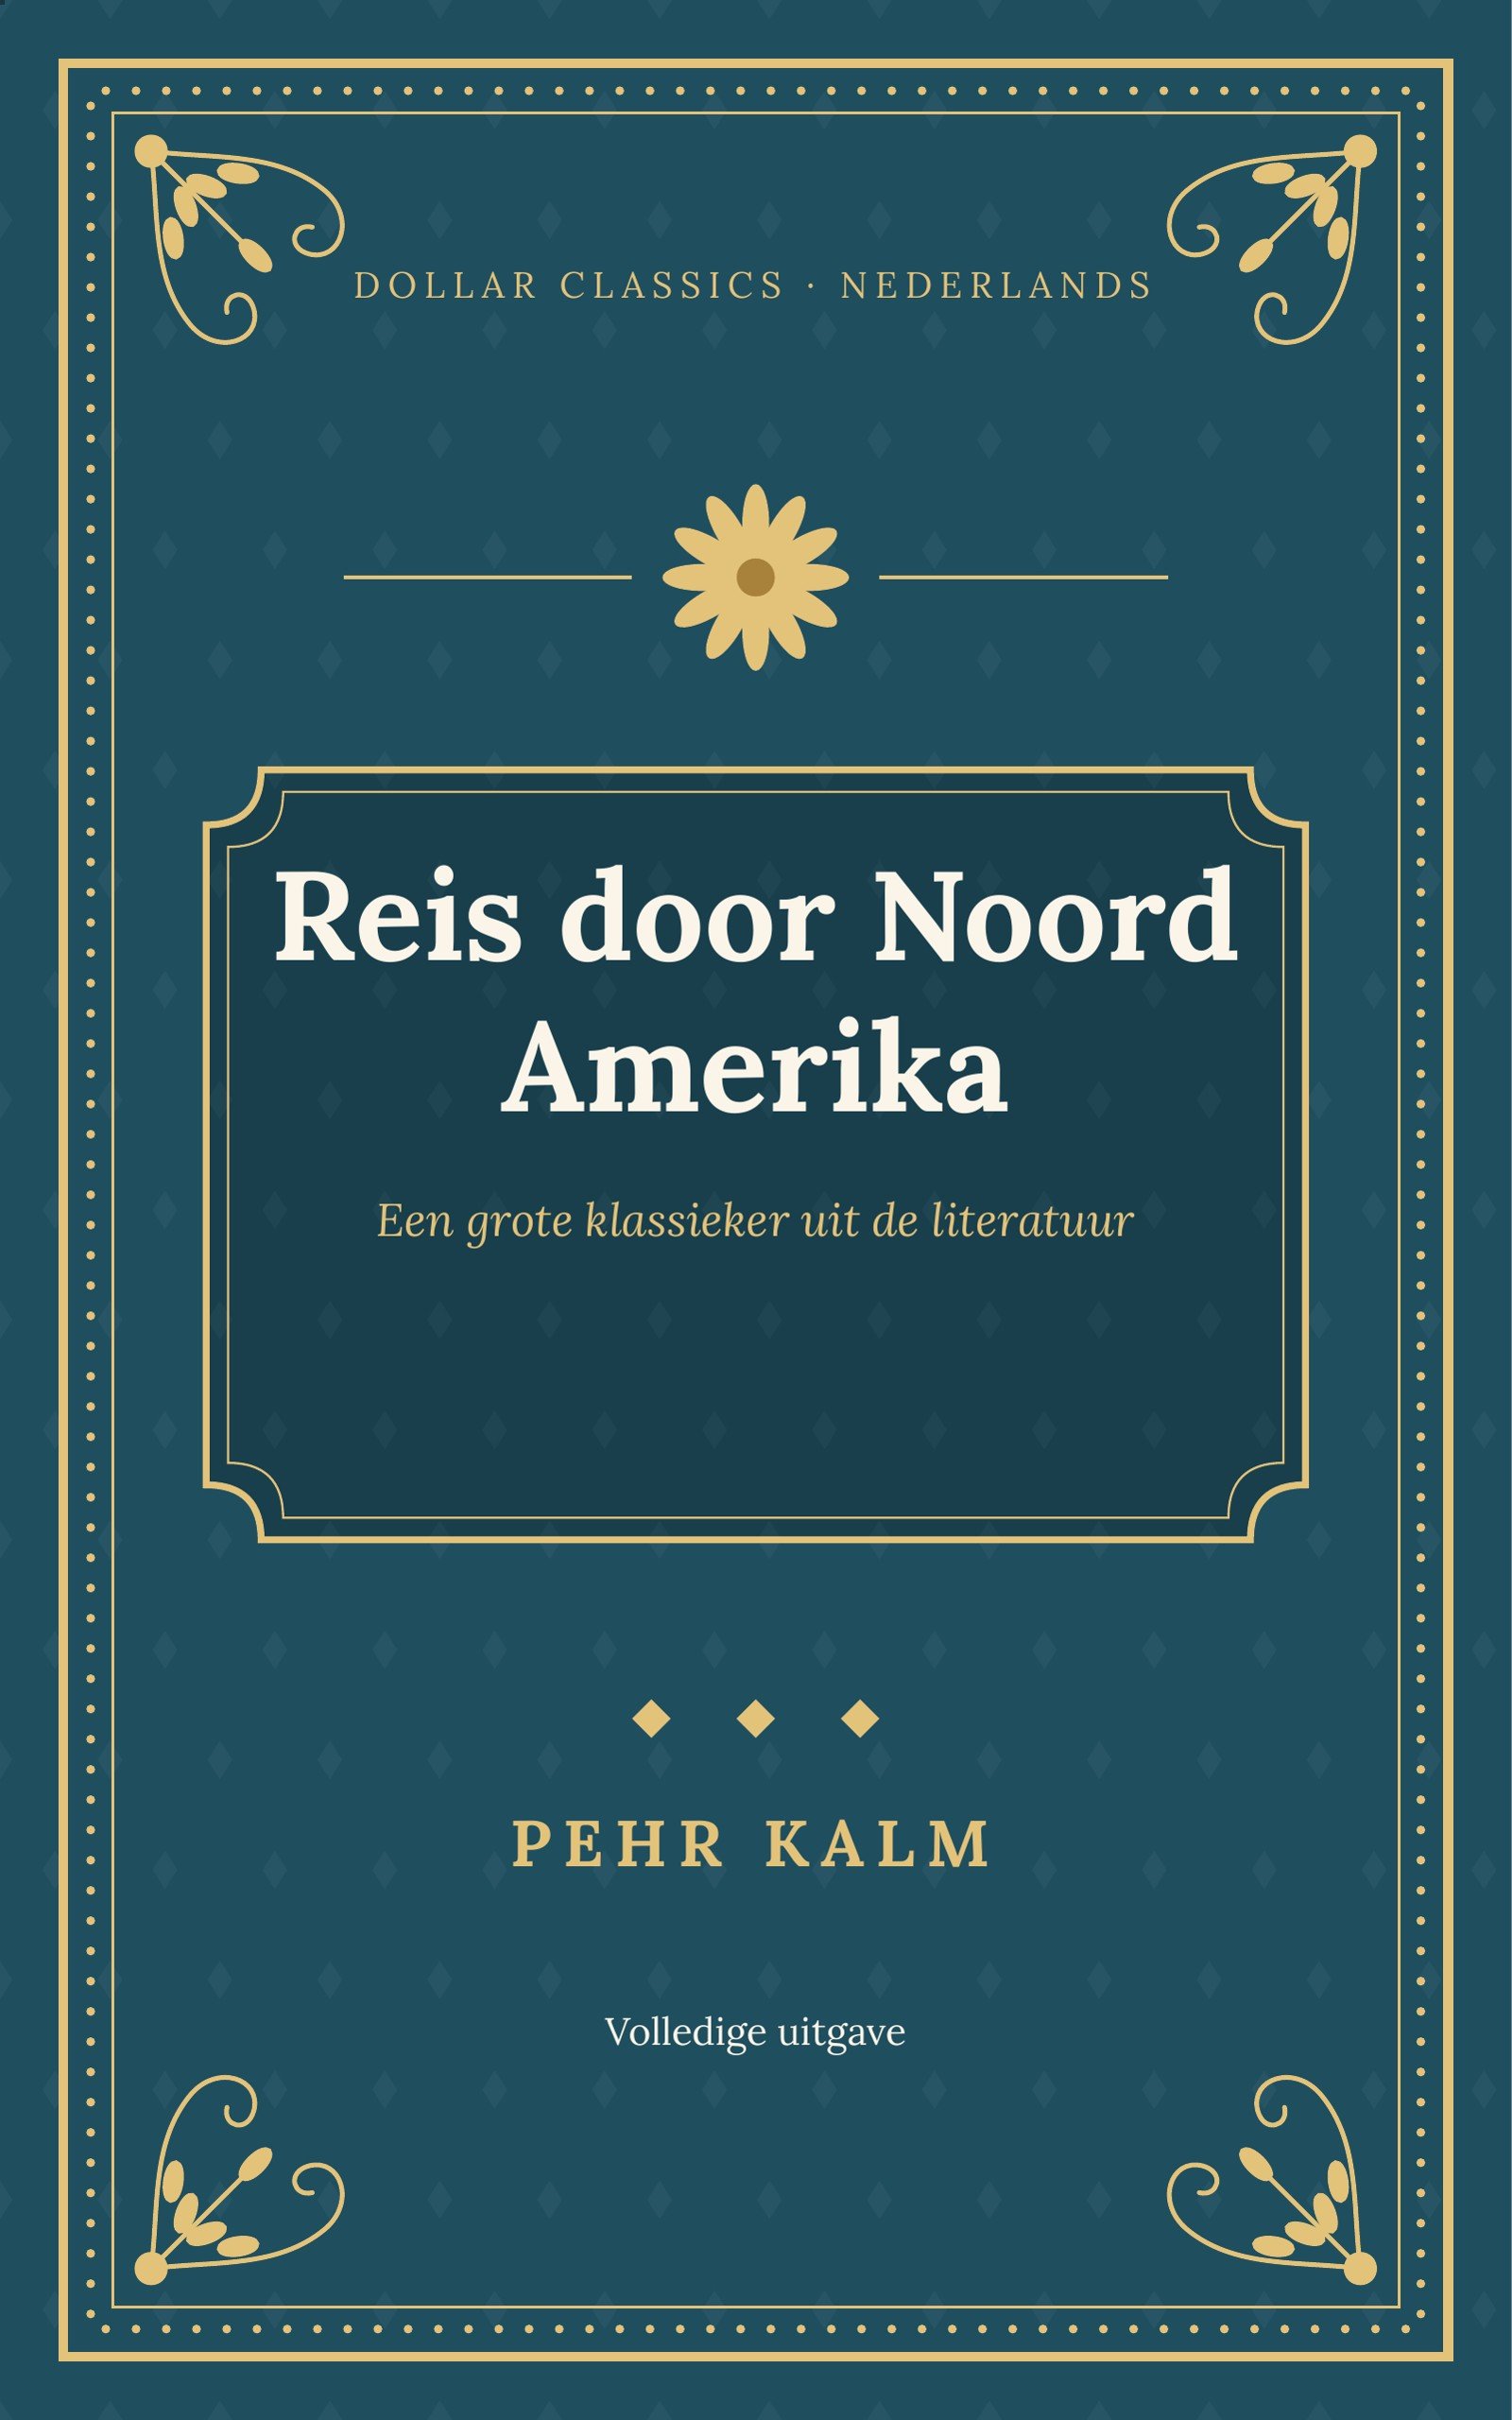 DOLLAR CLASSICS · NEDERLANDS
Reis door Noord
Amerika
Een grote klassieker uit de literatuur
PEHR KALM
Volledige uitgave